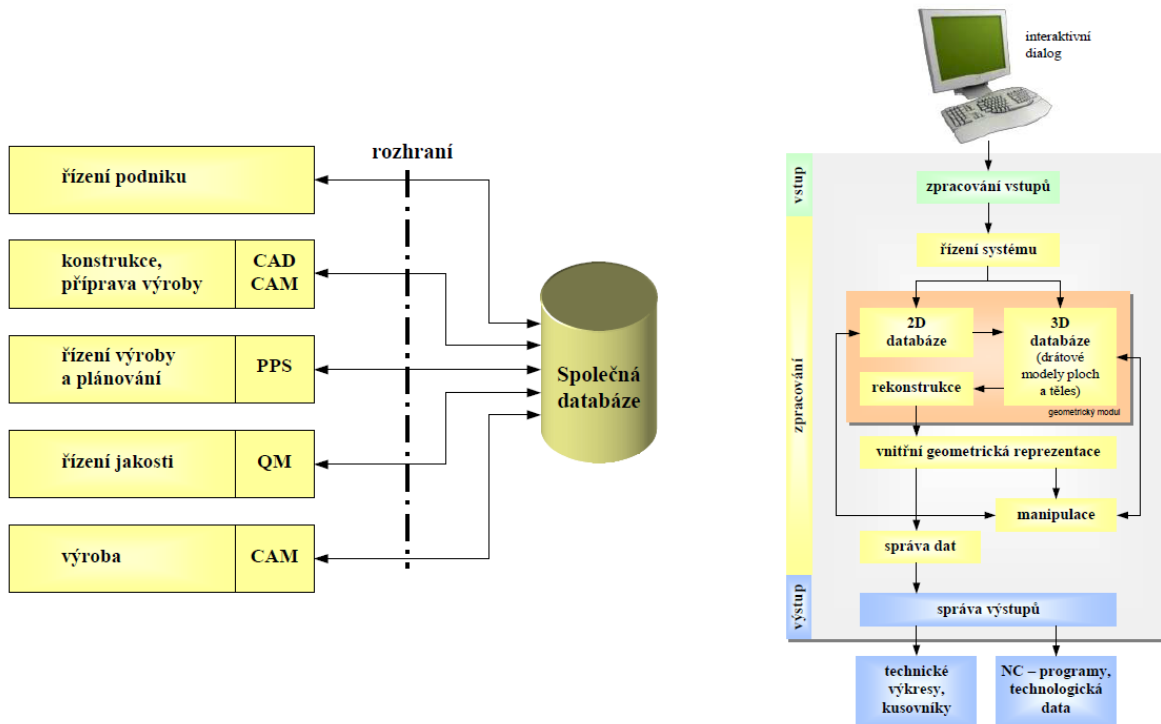 rozhraní
řízení podniku
konstrukce,
příprava výroby
CAD
CAM
řízení výroby
a plánování
PPS
řízení jakosti
QM
výroba
CAM
Společná
databáze
interaktivní
dialog
vstup
zpracování vstupů
zpracování
řízení systému
2D
databáze
3D
databáze
(drátové
modely ploch
a těles)
rekonstrukce
geometrický modul
vnitřní geometrická reprezentace
manipulace
správa dat
výstup
správa výstupů
technické
výkresy,
kusovníky
NC – programy,
technologická
data